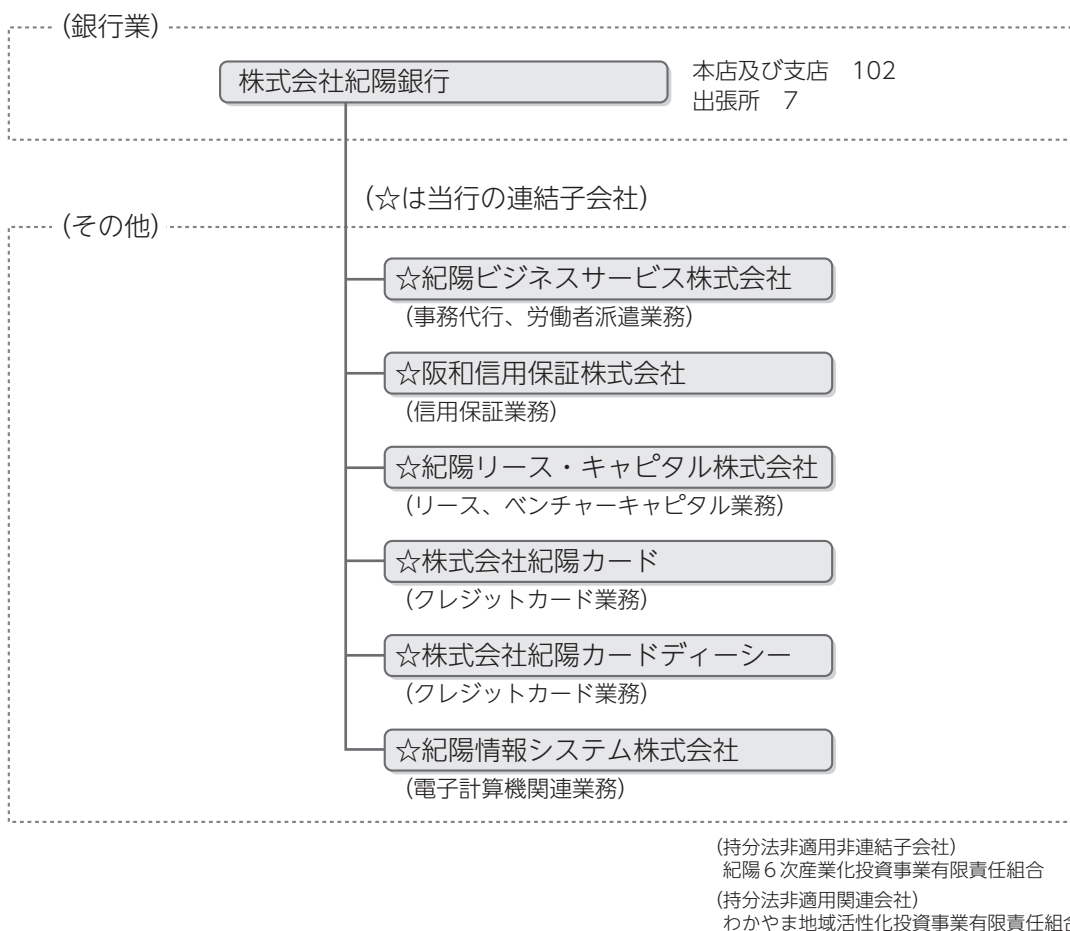 (銀行業)
株式会社紀陽銀行
本店及び支店　102
出張所　7
(☆は当行の連結子会社)
(その他)
☆紀陽ビジネスサービス株式会社
(事務代行、労働者派遣業務)
☆阪和信用保証株式会社
(信用保証業務)
☆紀陽リース・キャピタル株式会社
(リース、ベンチャーキャピタル業務)
☆株式会社紀陽カード
(クレジットカード業務)
☆株式会社紀陽カードディーシー
(クレジットカード業務)
☆紀陽情報システム株式会社
(電子計算機関連業務)
(持分法非適用非連結子会社)
紀陽６次産業化投資事業有限責任組合
(持分法非適用関連会社)
わかやま地域活性化投資事業有限責任組合